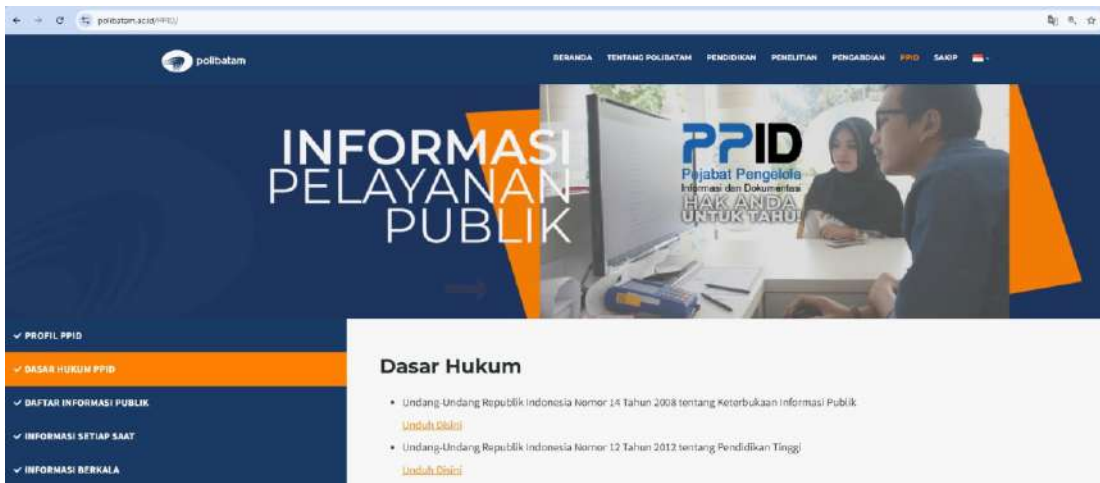 polibatam.ac.id/PPID/
polibatam
BERANDA TENTANG POLIBATAM PENDIDIKAN PENELITIAN PENGABDIAN PPID SAKIP
INFORMASI
PELAYANAN
PUBLIK
PPID
Pejabat Pengelola
Informasi dan Dokumentasi
HAK ANDA
UNTUK TAHU!
PROFIL PPID
DASAR HUKUM PPID
DAFTAR INFORMASI PUBLIK
INFORMASI SETIAP SAAT
INFORMASI BERKALA
Dasar Hukum
• Undang-Undang Republik Indonesia Nomor 14 Tahun 2008 tentang Keterbukaan Informasi Publik
Unduh Disini
• Undang-Undang Republik Indonesia Nomor 12 Tahun 2012 tentang Pendidikan Tinggi
Unduh Disini